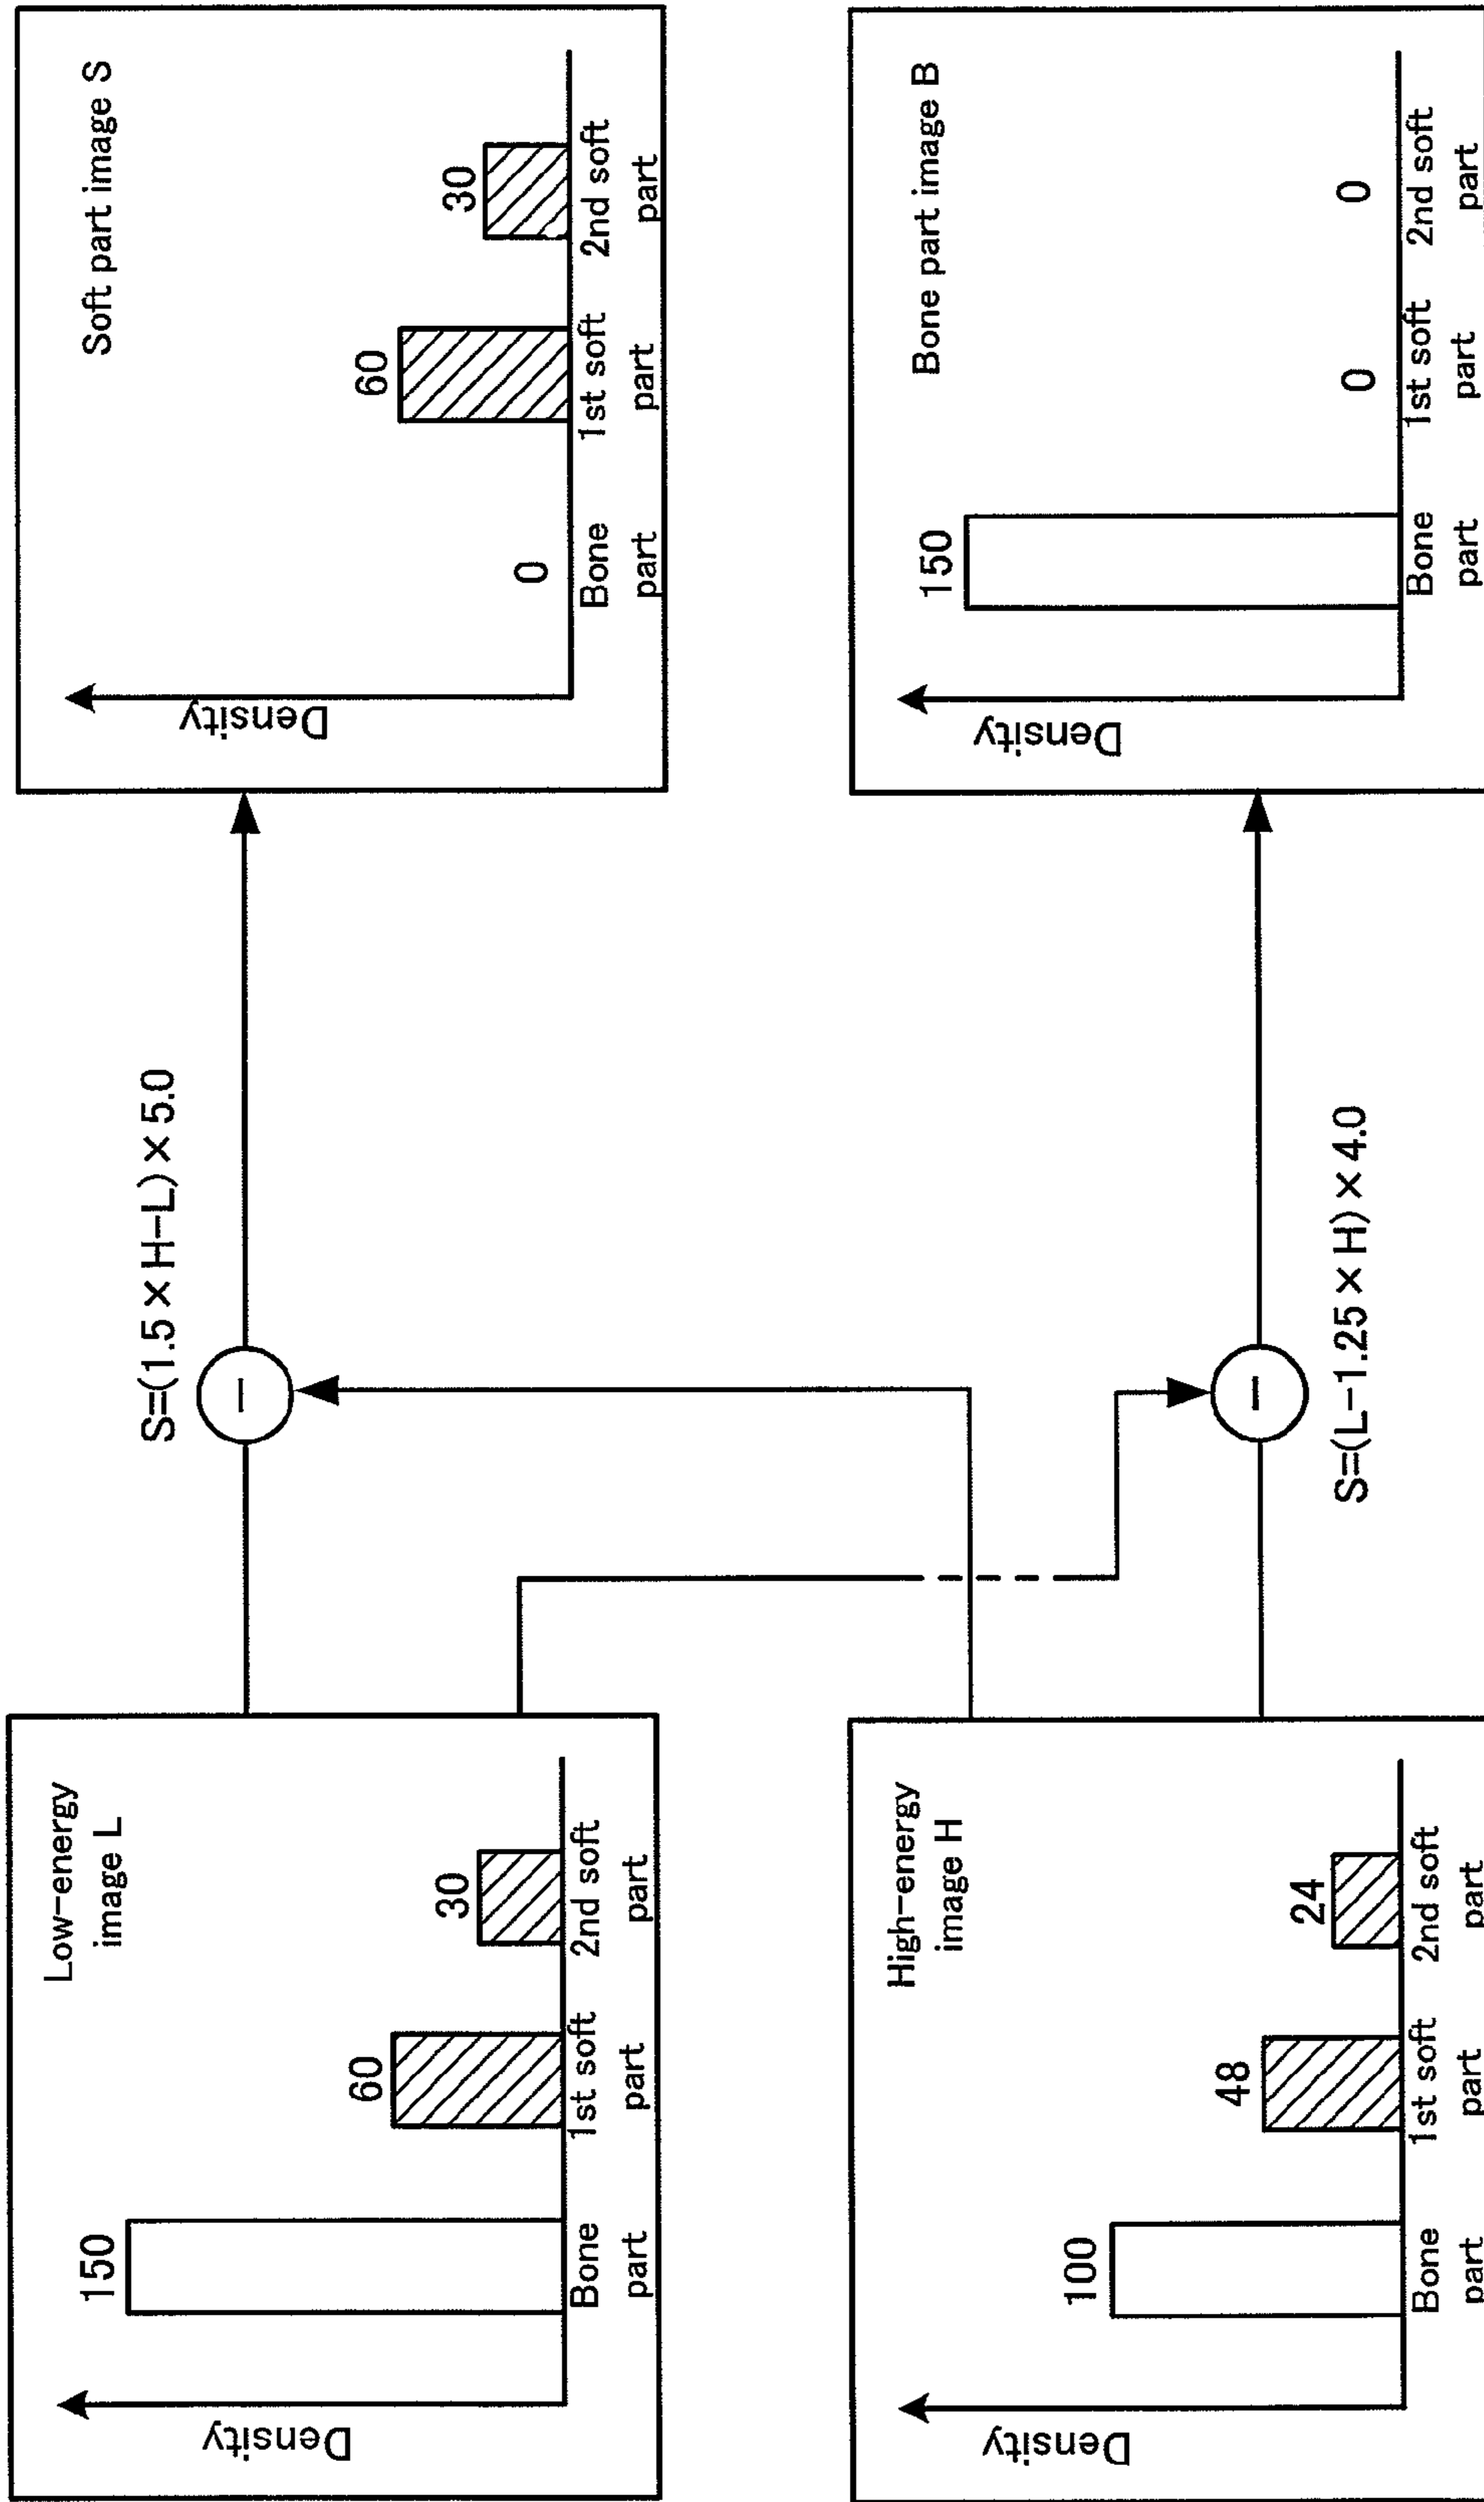 Low-energy
image L
Density
150
60
30
Bone
part
1st soft
part
2nd soft
part
S=(1.5×H-L)×5.0
−
Soft part image S
Density
0
60
30
Bone
part
1st soft
part
2nd soft
part
High-energy
image H
Density
100
48
24
Bone
part
1st soft
part
2nd soft
part
−
S=(L-1.25×H)×4.0
Bone part image B
Density
150
0
0
Bone
part
1st soft
part
2nd soft
part